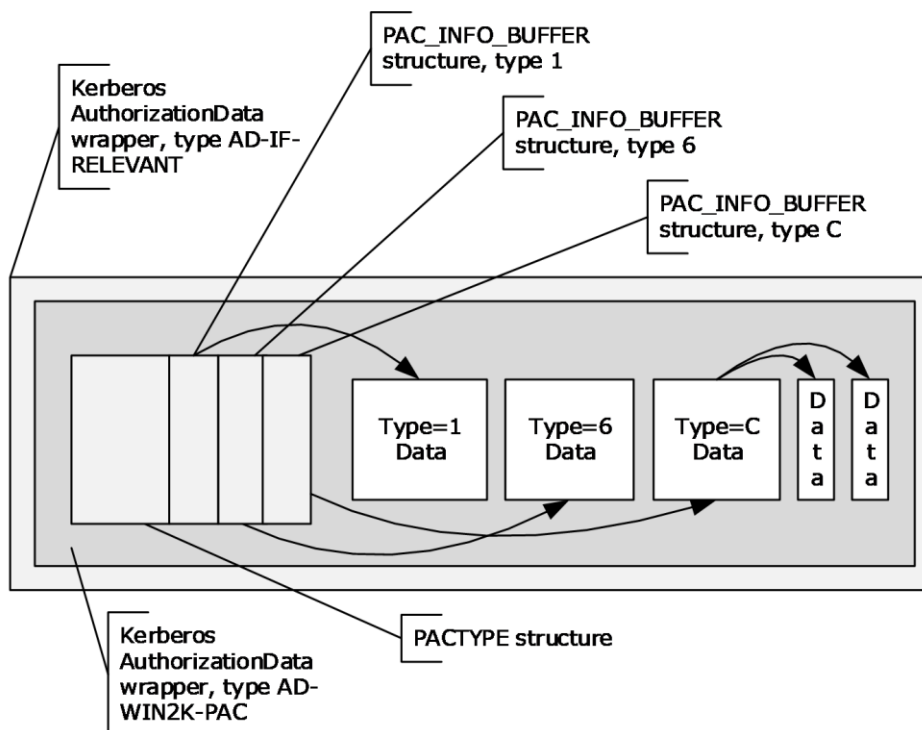 PAC_INFO_BUFFER
structure, type 1
Kerberos
AuthorizationData
wrapper, type AD-IF-
RELEVANT
PAC_INFO_BUFFER
structure, type 6
PAC_INFO_BUFFER
structure, type C
Type=1
Data
Type=6
Data
Type=C
Data
D
a
t
a
D
a
t
a
Kerberos
AuthorizationData
wrapper, type AD-
WIN2K-PAC
PACTYPE structure